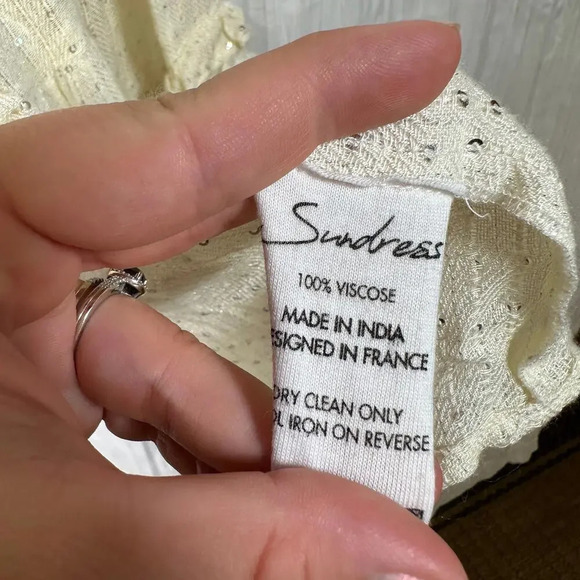 Sundress
100% VISCOSE
MADE IN INDIA
ESIGNED IN FRANCE
DRY CLEAN ONLY
OL IRON ON REVERSE